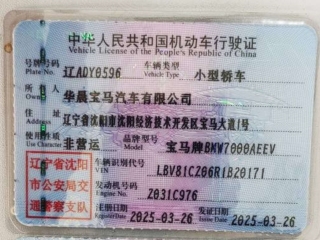 中华人民共和国机动车行驶证
Vehicle License of the People's Republic of China
号牌号码 辽ADY0596 车辆类型 小型轿车
Plate No. Vehicle Type
所有人 华晨宝马汽车有限公司
Owner
住址 辽宁省沈阳市沈阳经济技术开发区宝马大道1号
Address
使用性质 非营运 品牌型号 宝马牌BMW7000AEEV
Use Character Model
辽宁省沈阳 车辆识别代号 LBV81CZ06RIB20171
VIN
市公安局交 发动机号码 Z031C976
Engine No.
通警察支队 注册日期 2025-03-26 发证日期 2025-03-26
Register Date Issue Date